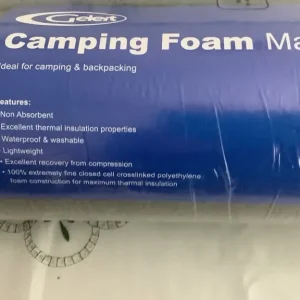 Gelert
Camping Foam Ma
Ideal for camping & backpacking
eatures:
Non Absorbent
Excellent thermal insulation properties
Waterproof & washable
• Lightweight
• Excellent recovery from compression
• 100% extremely fine closed cell crosslinked polyethylene
foam construction for maximum thermal insulation